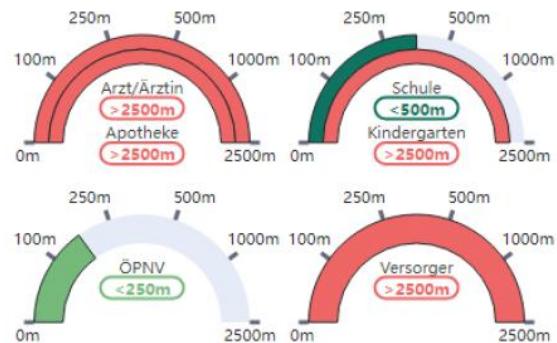 250m 500m
100m 1000m
Arzt/Ärztin
>2500m
Apotheke
>2500m
0m 2500m
250m 500m
100m 1000m
Schule
<500m
Kindergarten
>2500m
0m 2500m
250m 500m
100m 1000m
ÖPNV
<250m
0m 2500m
250m 500m
100m 1000m
Versorger
>2500m
0m 2500m